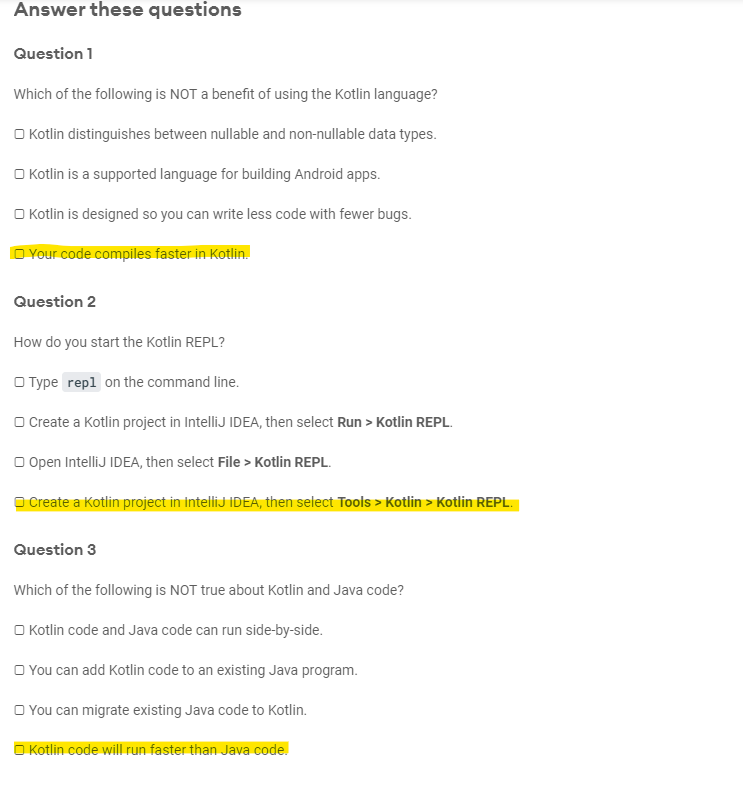 Answer these questions
Question 1
Which of the following is NOT a benefit of using the Kotlin language?
☐ Kotlin distinguishes between nullable and non-nullable data types.
☐ Kotlin is a supported language for building Android apps.
☐ Kotlin is designed so you can write less code with fewer bugs.
☐ Your code compiles faster in Kotlin.
Question 2
How do you start the Kotlin REPL?
☐ Type repl on the command line.
☐ Create a Kotlin project in IntelliJ IDEA, then select Run > Kotlin REPL.
☐ Open IntelliJ IDEA, then select File > Kotlin REPL.
☐ Create a Kotlin project in IntelliJ IDEA, then select Tools > Kotlin > Kotlin REPL.
Question 3
Which of the following is NOT true about Kotlin and Java code?
☐ Kotlin code and Java code can run side-by-side.
☐ You can add Kotlin code to an existing Java program.
☐ You can migrate existing Java code to Kotlin.
☐ Kotlin code will run faster than Java code.